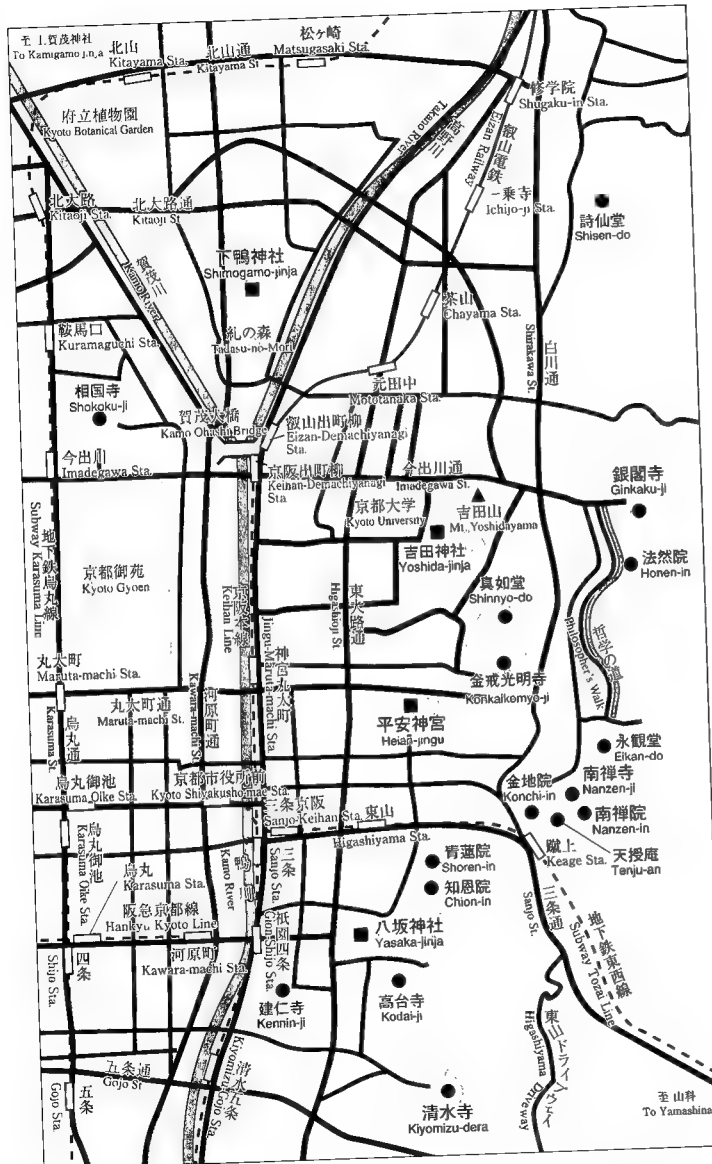 至上賀茂神社
To Kamigamo jinja
北山
Kitayama Sta.
北山通
Kitayama St
松ヶ崎
Matsugasaki Sta.
修学院
Shugaku-in Sta.
府立植物園
Kyoto Botanical Garden
高野川
Takano River
叡山電鉄
Eizan Railway
一乗寺
Ichijo-ji Sta.
詩仙堂
Shisen-do
北大路
Kitaoji Sta.
北大路通
Kitaoji St
下鴨神社
Shimogamo-jinja
賀茂川
Kamo River
茶山
Chayama Sta.
鞍馬口
Kuramaguchi Sta.
糺の森
Tadasu-no-Mori
白川通
Shirakawa St.
元田中
Mototanaka Sta.
相国寺
Shokoku-ji
賀茂大橋
Kamo Ohashi Bridge
叡山出町柳
Eizan-Demachiyanagi
Sta.
今出川
Imadegawa Sta.
京阪出町柳
Keihan-Demachiyanagi
Sta
今出川通
Imadegawa St.
銀閣寺
Ginkaku-ji
京都大学
Kyoto University
吉田山
Mt. Yoshidayama
吉田神社
Yoshida-jinja
法然院
Honen-in
地下鉄烏丸線
Subway Karasuma Line
京都御苑
Kyoto Gyoen
京阪本線
Keihan Line
東大路通
Higashioji St.
真如堂
Shinnyo-do
哲学の道
Philosopher's Walk
神宮丸太町
Jingu-Maruta-machi Sta.
丸太町
Maruta-machi Sta.
金戒光明寺
Konkaikomyo-ji
丸太町通
Maruta-machi St.
河原町通
Kawara-machi St.
平安神宮
Heian-jingu
永観堂
Eikan-do
烏丸通
Karasuma St.
烏丸御池
Karasuma Oike Sta.
京都市役所前
Kyoto Shiyakushomae Sta.
金地院
Konchi-in
南禅寺
Nanzen-ji
南禅院
Nanzen-in
天授庵
Tenju-an
三条京阪
Sanjo-Keihan Sta.
東山
Higashiyama Sta.
蹴上
Keage Sta.
烏丸御池
Karasuma Oike Sta.
烏丸
Karasuma Sta.
鴨川
Kamo River
三条
Sanjo Sta.
青蓮院
Shoren-in
知恩院
Chion-in
三条通
Sanjo St.
地下鉄東西線
Subway Tozai Line
阪急京都線
Hankyu Kyoto Line
祇園四条
Gion-Shijo Sta.
八坂神社
Yasaka-jinja
四条
Shijo Sta.
河原町
Kawara-machi Sta.
建仁寺
Kennin-ji
高台寺
Kodai-ji
東山ドライブウェイ
Higashiyama Driveway
五条通
Gojo St
清水五条
Kiyomizu-Gojo Sta.
五条
Gojo Sta.
清水寺
Kiyomizu-dera
至山科
To Yamashina